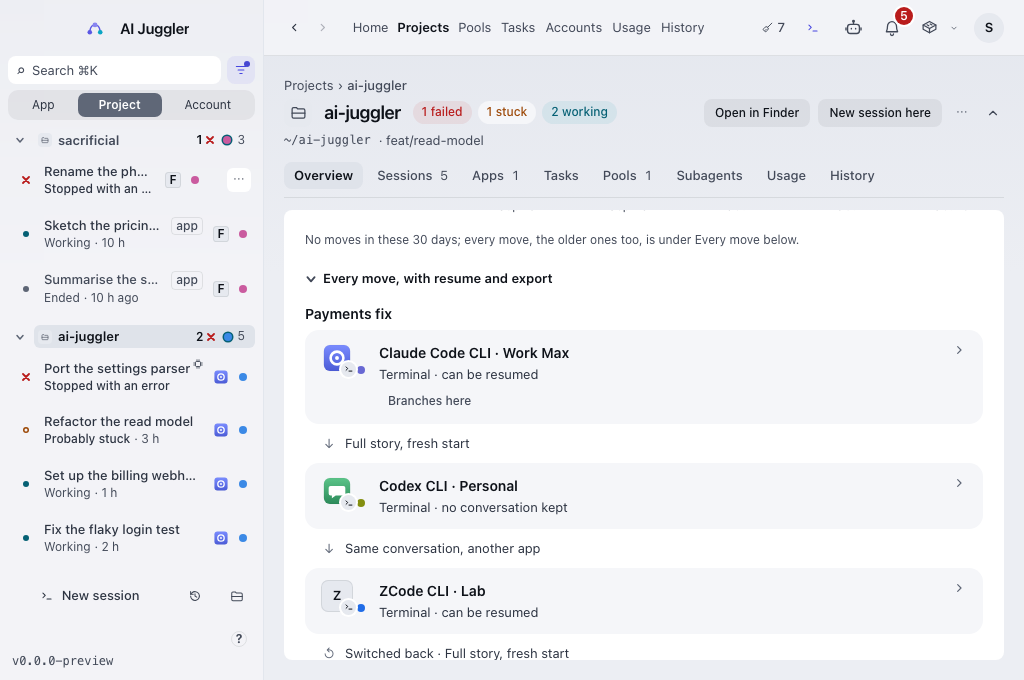 AI Juggler
Search ⌘K
App Project Account
sacrificial 1 3
Rename the ph... F
Stopped with an ...
Sketch the pricin... app F
Working · 10 h
Summarise the s... app F
Ended · 10 h ago
ai-juggler 2 5
Port the settings parser
Stopped with an error
Refactor the read model
Probably stuck · 3 h
Set up the billing webh...
Working · 1 h
Fix the flaky login test
Working · 2 h
New session
?
v0.0.0-preview
Home Projects Pools Tasks Accounts Usage History 7 5 S
Projects › ai-juggler
ai-juggler 1 failed 1 stuck 2 working Open in Finder New session here ...
~/ai-juggler · feat/read-model
Overview Sessions 5 Apps 1 Tasks Pools 1 Subagents Usage History
No moves in these 30 days; every move, the older ones too, is under Every move below.
Every move, with resume and export
Payments fix
Claude Code CLI · Work Max
Terminal · can be resumed
Branches here
↓ Full story, fresh start
Codex CLI · Personal
Terminal · no conversation kept
↓ Same conversation, another app
Z ZCode CLI · Lab
Terminal · can be resumed
Switched back · Full story, fresh start